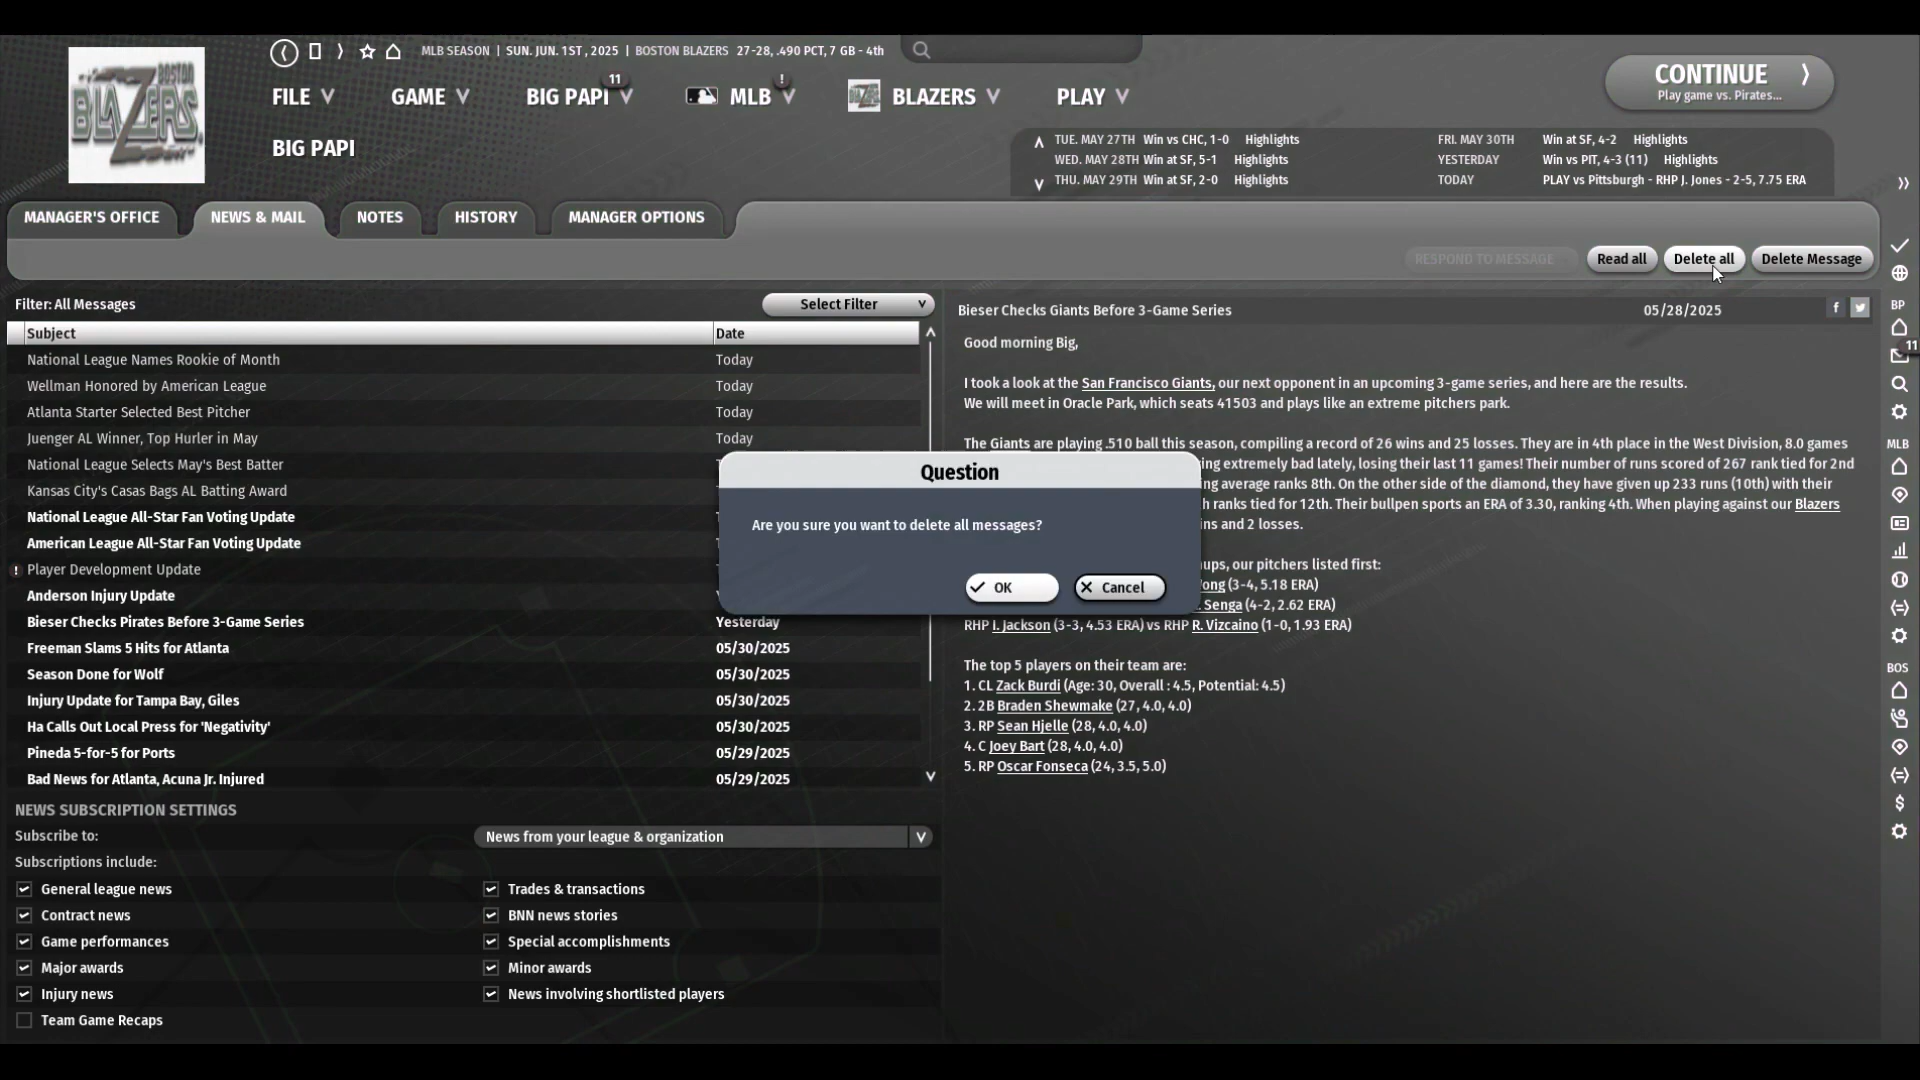 BOSTON
BLAZERS
MLB SEASON | SUN. JUN. 1ST , 2025 | BOSTON BLAZERS 27-28, .490 PCT, 7 GB - 4th
FILE
GAME
BIG PAPI
11
MLB
!
BLAZERS
PLAY
CONTINUE
Play game vs. Pirates...
BIG PAPI
TUE. MAY 27TH Win vs CHC, 1-0 Highlights
WED. MAY 28TH Win at SF, 5-1 Highlights
THU. MAY 29TH Win at SF, 2-0 Highlights
FRI. MAY 30TH Win at SF, 4-2 Highlights
YESTERDAY Win vs PIT, 4-3 (11) Highlights
TODAY PLAY vs Pittsburgh - RHP J. Jones - 2-5, 7.75 ERA
MANAGER'S OFFICE
NEWS & MAIL
NOTES
HISTORY
MANAGER OPTIONS
RESPOND TO MESSAGE
Read all
Delete all
Delete Message
Filter: All Messages
Select Filter
Subject Date
National League Names Rookie of Month Today
Wellman Honored by American League Today
Atlanta Starter Selected Best Pitcher Today
Juenger AL Winner, Top Hurler in May Today
National League Selects May's Best Batter
Kansas City's Casas Bags AL Batting Award
National League All-Star Fan Voting Update
American League All-Star Fan Voting Update
! Player Development Update
Anderson Injury Update
Bieser Checks Pirates Before 3-Game Series Yesterday
Freeman Slams 5 Hits for Atlanta 05/30/2025
Season Done for Wolf 05/30/2025
Injury Update for Tampa Bay, Giles 05/30/2025
Ha Calls Out Local Press for 'Negativity' 05/30/2025
Pineda 5-for-5 for Ports 05/29/2025
Bad News for Atlanta, Acuna Jr. Injured 05/29/2025
NEWS SUBSCRIPTION SETTINGS
Subscribe to: News from your league & organization
Subscriptions include:
General league news
Trades & transactions
Contract news
BNN news stories
Game performances
Special accomplishments
Major awards
Minor awards
Injury news
News involving shortlisted players
Team Game Recaps
Bieser Checks Giants Before 3-Game Series 05/28/2025
Good morning Big,
I took a look at the San Francisco Giants, our next opponent in an upcoming 3-game series, and here are the results.
We will meet in Oracle Park, which seats 41503 and plays like an extreme pitchers park.
The Giants are playing .510 ball this season, compiling a record of 26 wins and 25 losses. They are in 4th place in the West Division, 8.0 games
extremely bad lately, losing their last 11 games! Their number of runs scored of 267 rank tied for 2nd
average ranks 8th. On the other side of the diamond, they have given up 233 runs (10th) with their
ranks tied for 12th. Their bullpen sports an ERA of 3.30, ranking 4th. When playing against our Blazers
and 2 losses.
our pitchers listed first:
(3-4, 5.18 ERA)
Senga (4-2, 2.62 ERA)
RHP I. Jackson (3-3, 4.53 ERA) vs RHP R. Vizcaino (1-0, 1.93 ERA)
The top 5 players on their team are:
1. CL Zack Burdi (Age: 30, Overall : 4.5, Potential: 4.5)
2. 2B Braden Shewmake (27, 4.0, 4.0)
3. RP Sean Hjelle (28, 4.0, 4.0)
4. C Joey Bart (28, 4.0, 4.0)
5. RP Oscar Fonseca (24, 3.5, 5.0)
Question
Are you sure you want to delete all messages?
OK
Cancel
BP
11
MLB
BOS